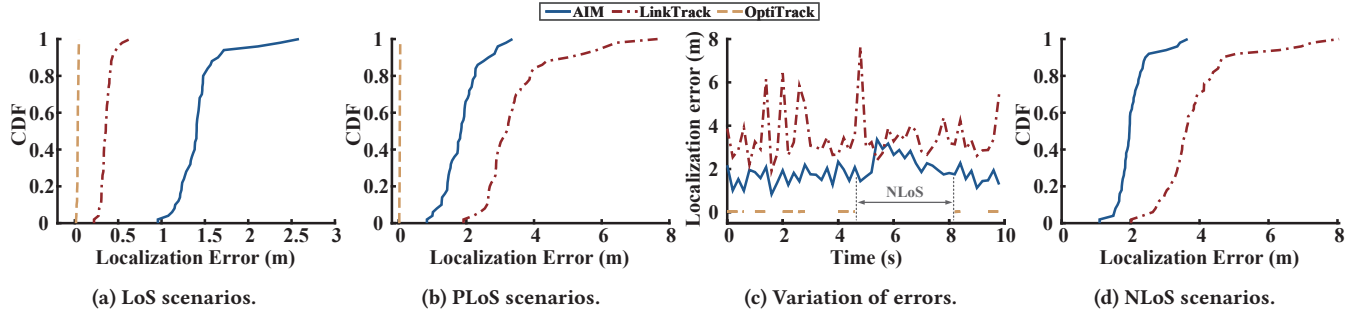 AIM LinkTrack OptiTrack
1
0.8
0.6
0.4
0.2
0
CDF
0 0.5 1 1.5 2 2.5 3
Localization Error (m)
(a) LoS scenarios.
1
0.8
0.6
0.4
0.2
0
CDF
0 2 4 6 8
Localization Error (m)
(b) PLoS scenarios.
8
6
4
2
0
Localization error (m)
NLoS
0 2 4 6 8 10
Time (s)
(c) Variation of errors.
1
0.8
0.6
0.4
0.2
0
CDF
0 2 4 6 8
Localization Error (m)
(d) NLoS scenarios.